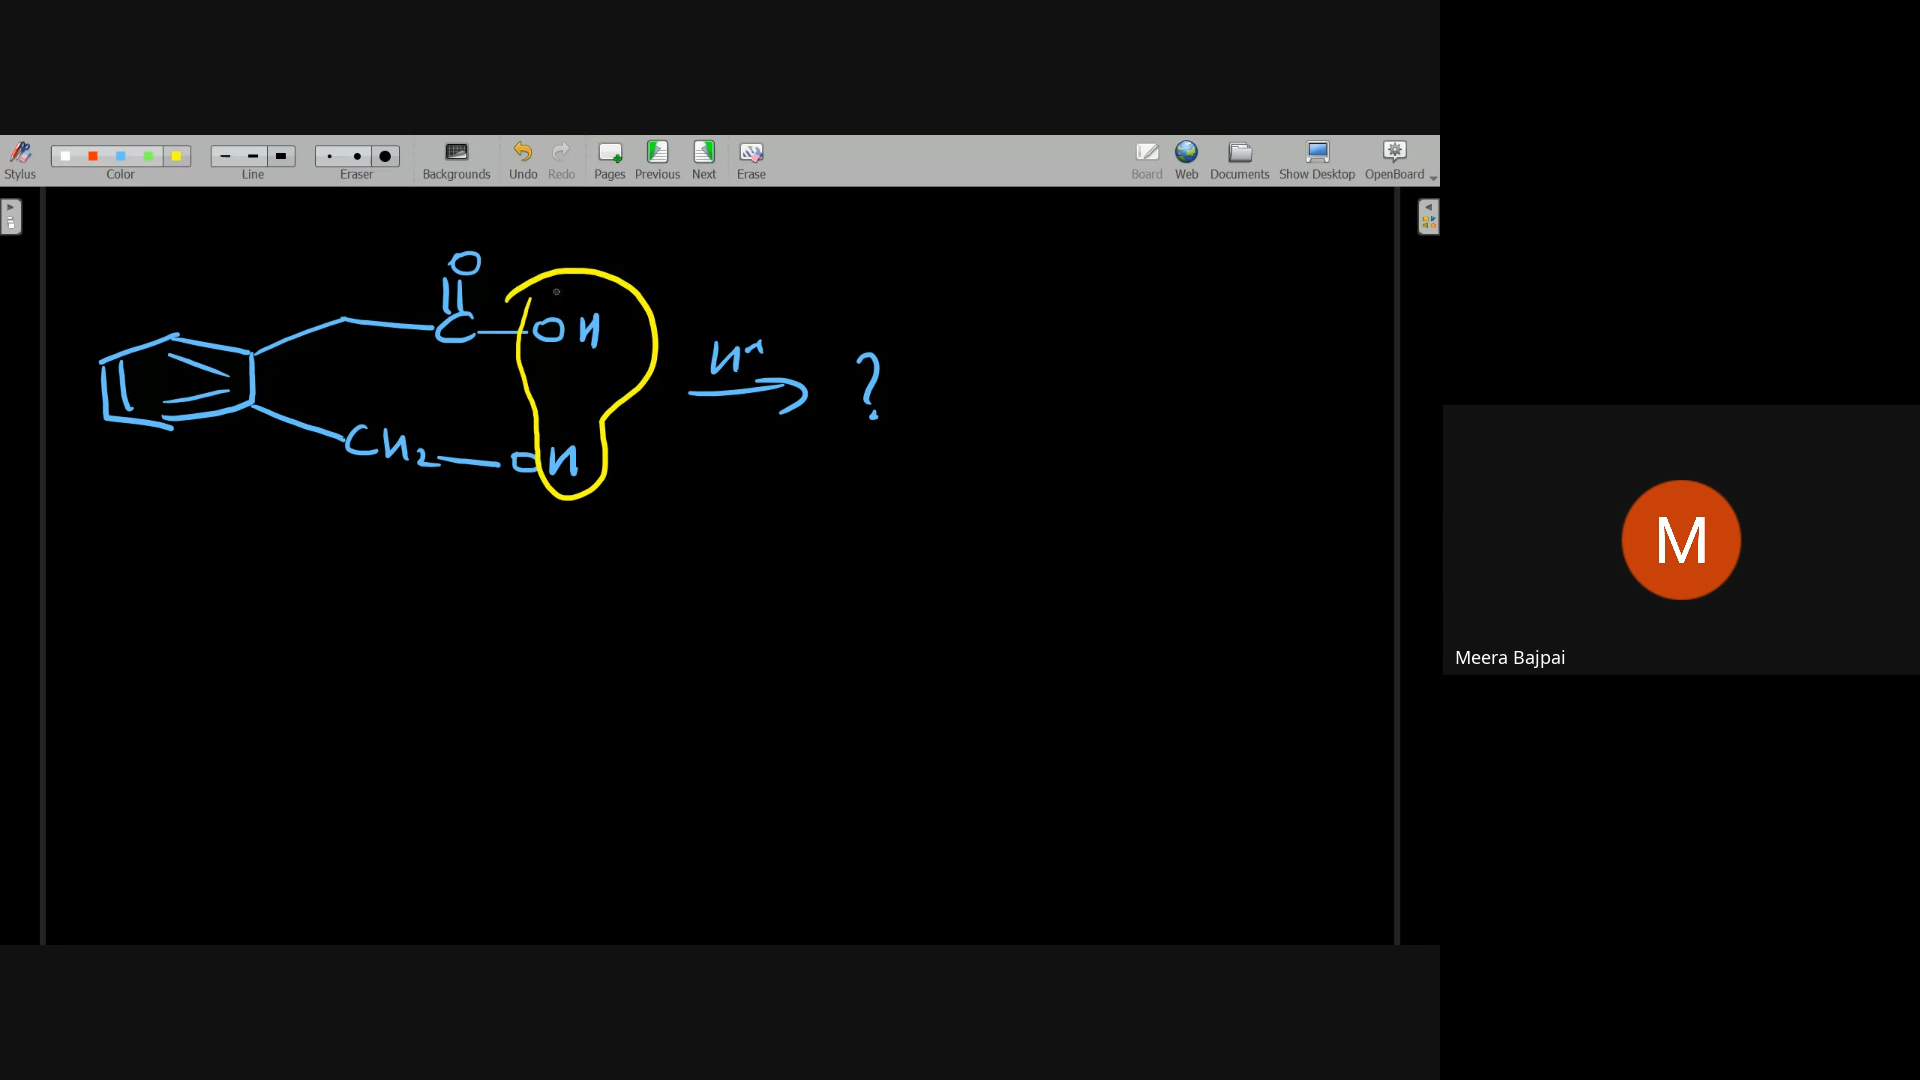 Stylus
Color
Line
Eraser
Backgrounds
Undo
Redo
Pages
Previous
Next
Erase
Board
Web
Documents
Show Desktop
OpenBoard
O
C
OH
H⁺
?
CH₂
OH
M
Meera Bajpai